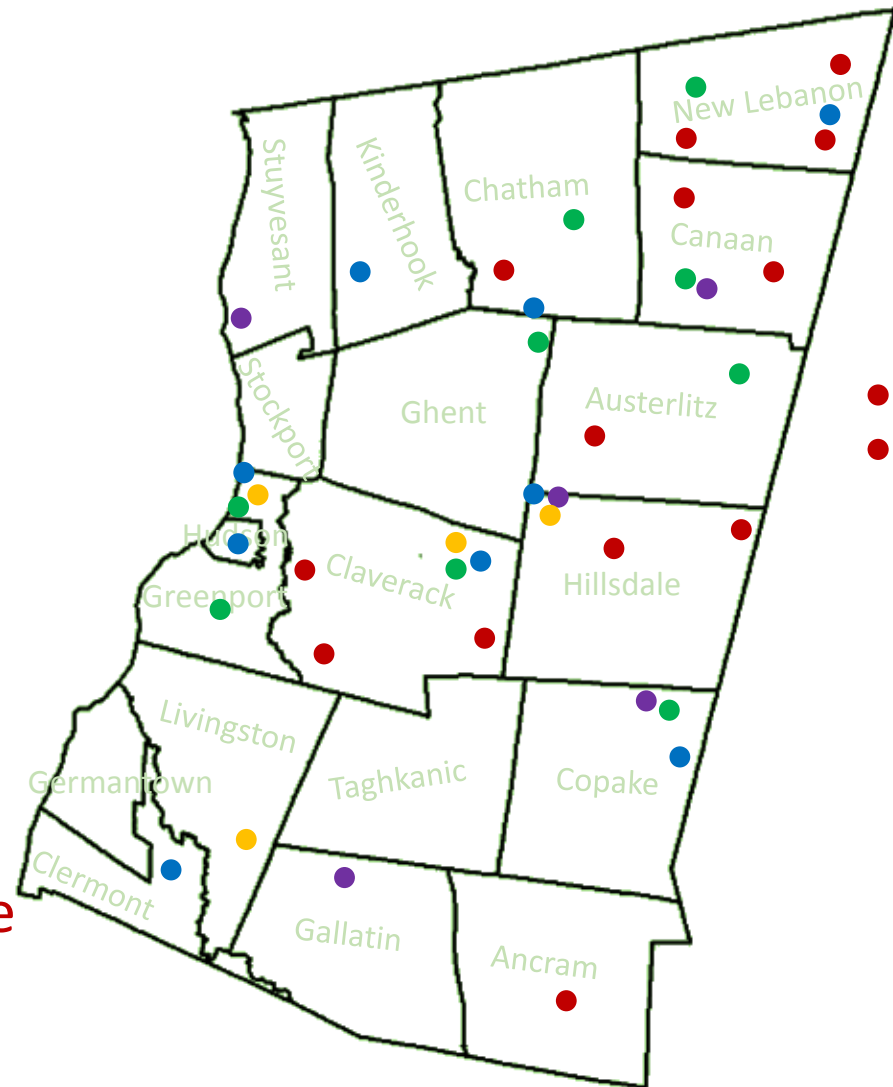 New Lebanon
Stuyvesant
Kinderhook
Chatham
Canaan
Stockport
Ghent
Austerlitz
Hudson
Claverack
Hillsdale
Greenport
Livingston
Germantown
Taghkanic
Copake
Clermont
Gallatin
Ancram
e